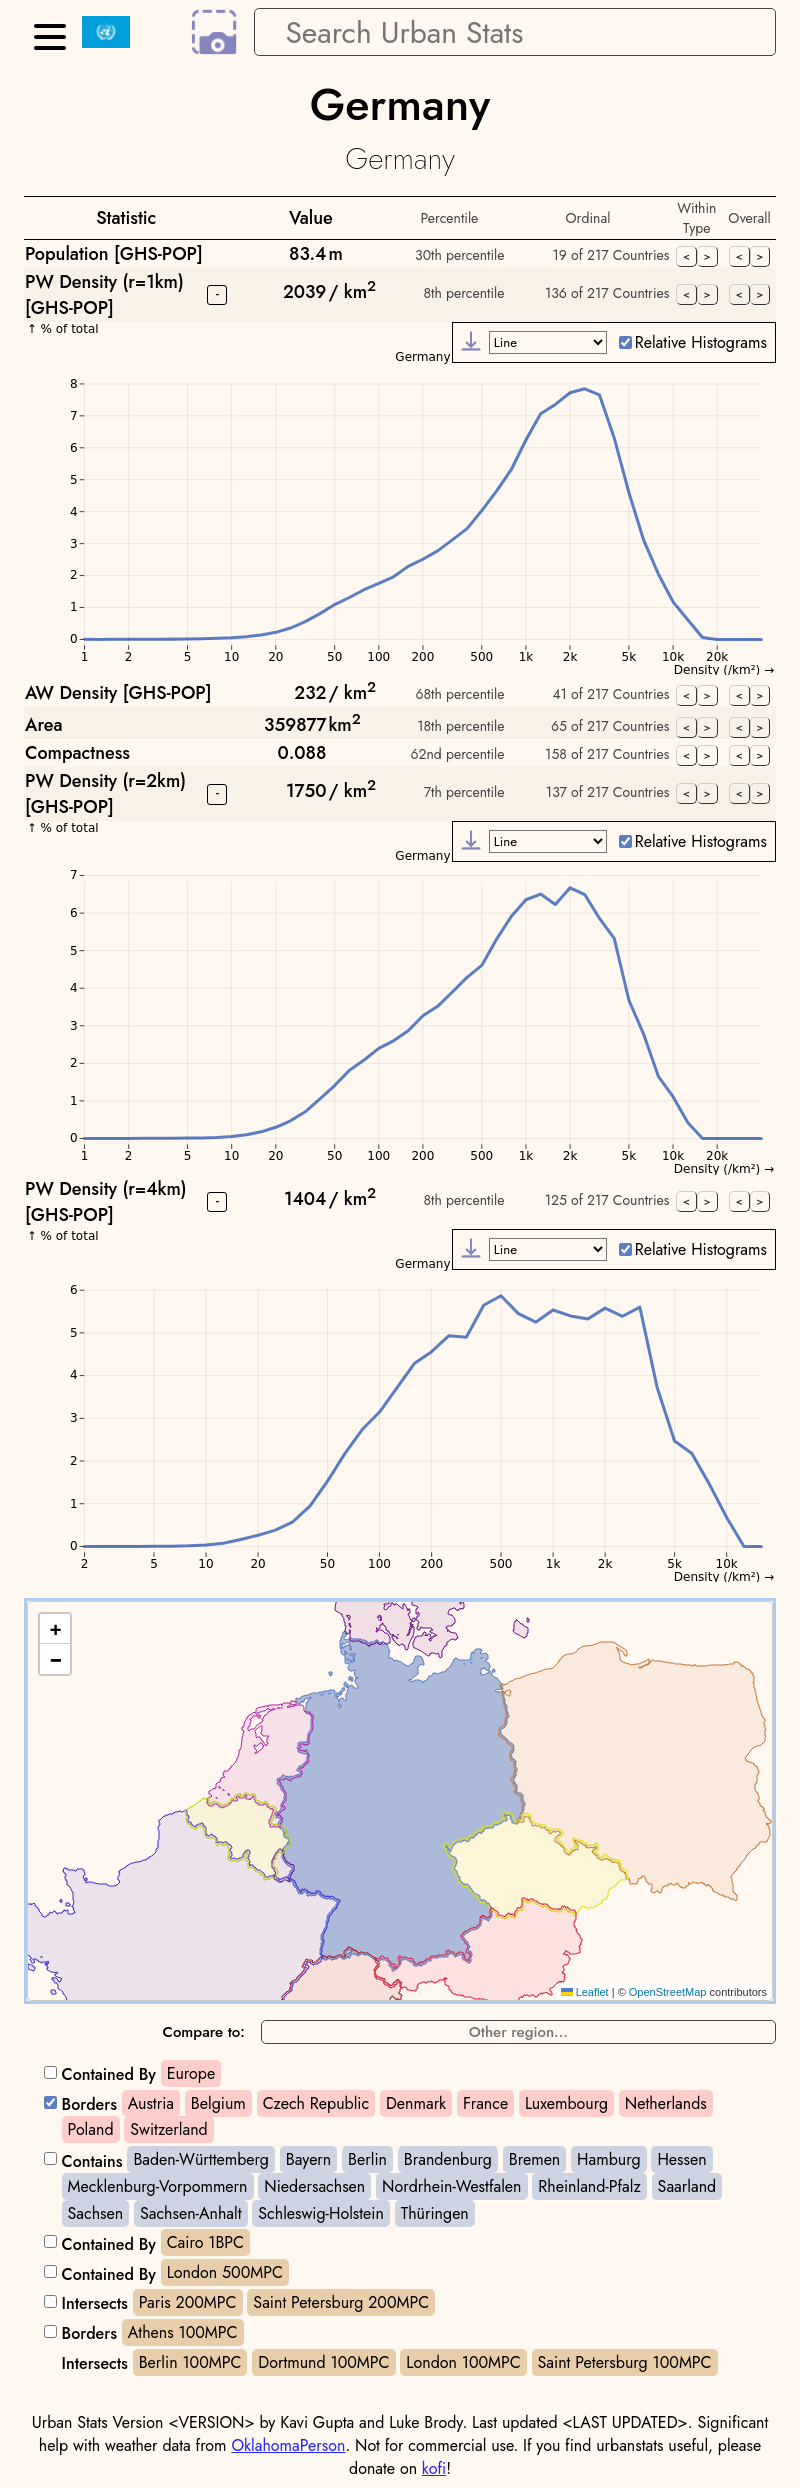 Search Urban Stats
Germany
Germany
Statistic Value Percentile Ordinal Within Type Overall
Population [GHS-POP] 83.4 m 30th percentile 19 of 217 Countries < > < >
PW Density (r=1km) [GHS-POP] - 2039 / km² 8th percentile 136 of 217 Countries < > < >
↑ % of total
Line Relative Histograms
Germany
8
7
6
5
4
3
2
1
0
1 2 5 10 20 50 100 200 500 1k 2k 5k 10k 20k
Density (/km²) →
AW Density [GHS-POP] 232 / km² 68th percentile 41 of 217 Countries < > < >
Area 359877 km² 18th percentile 65 of 217 Countries < > < >
Compactness 0.088 62nd percentile 158 of 217 Countries < > < >
PW Density (r=2km) [GHS-POP] - 1750 / km² 7th percentile 137 of 217 Countries < > < >
↑ % of total
Line Relative Histograms
Germany
7
6
5
4
3
2
1
0
1 2 5 10 20 50 100 200 500 1k 2k 5k 10k 20k
Density (/km²) →
PW Density (r=4km) [GHS-POP] - 1404 / km² 8th percentile 125 of 217 Countries < > < >
↑ % of total
Line Relative Histograms
Germany
6
5
4
3
2
1
0
2 5 10 20 50 100 200 500 1k 2k 5k 10k
Density (/km²) →
+
−
Leaflet | © OpenStreetMap contributors
Compare to: Other region...
Contained By Europe
Borders Austria Belgium Czech Republic Denmark France Luxembourg Netherlands
Poland Switzerland
Contains Baden-Württemberg Bayern Berlin Brandenburg Bremen Hamburg Hessen
Mecklenburg-Vorpommern Niedersachsen Nordrhein-Westfalen Rheinland-Pfalz Saarland
Sachsen Sachsen-Anhalt Schleswig-Holstein Thüringen
Contained By Cairo 1BPC
Contained By London 500MPC
Intersects Paris 200MPC Saint Petersburg 200MPC
Borders Athens 100MPC
Intersects Berlin 100MPC Dortmund 100MPC London 100MPC Saint Petersburg 100MPC
Urban Stats Version <VERSION> by Kavi Gupta and Luke Brody. Last updated <LAST UPDATED>. Significant
help with weather data from OklahomaPerson. Not for commercial use. If you find urbanstats useful, please
donate on kofi!